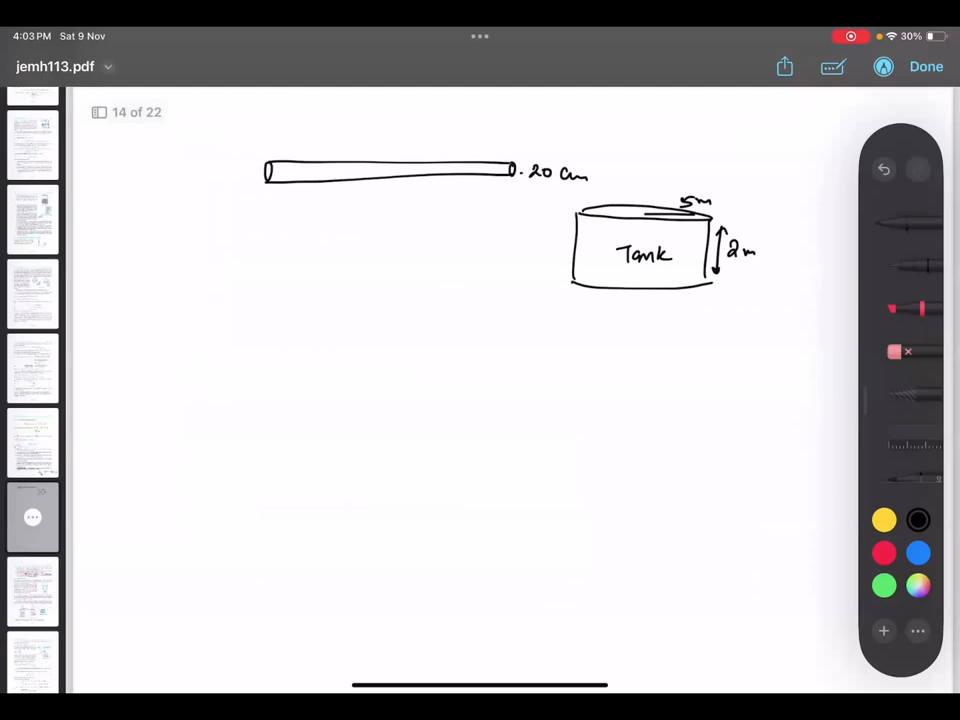 4:03 PM Sat 9 Nov
30%
jemh113.pdf
Done
14 of 22
. 20 cm
5m
Tank
2m